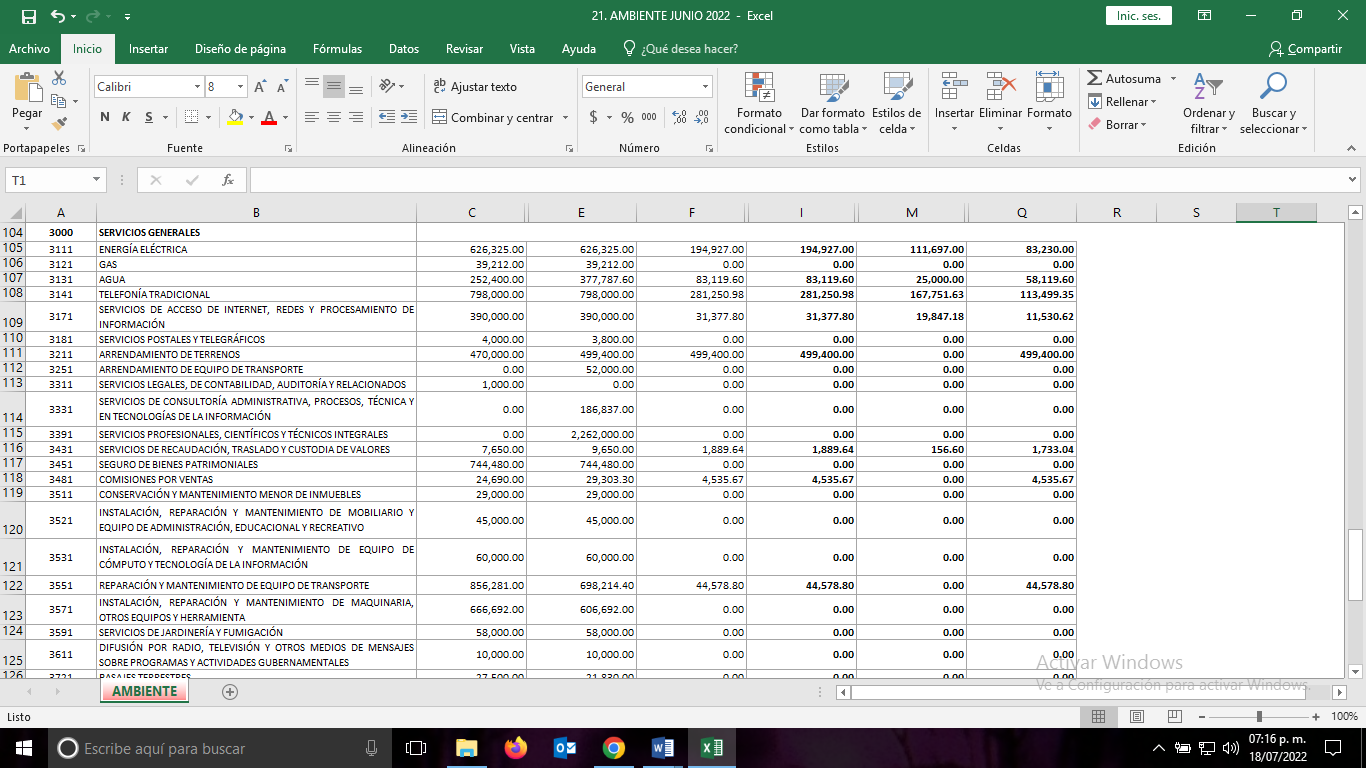 21. AMBIENTE JUNIO 2022 - Excel
Inic. ses.
Archivo Inicio Insertar Diseño de página Fórmulas Datos Revisar Vista Ayuda ¿Qué desea hacer? Compartir
Pegar
Portapapeles
Calibri 8
N K S
Fuente
Ajustar texto
Combinar y centrar
Alineación
General
$ % 000
Número
Formato condicional
Dar formato como tabla
Estilos de celda
Estilos
Insertar Eliminar Formato
Celdas
Autosuma
Rellenar
Borrar
Ordenar y filtrar
Buscar y seleccionar
Edición
T1 fx
A B C E F I M Q R S T
104 3000 SERVICIOS GENERALES
105 3111 ENERGÍA ELÉCTRICA 626,325.00 626,325.00 194,927.00 194,927.00 111,697.00 83,230.00
106 3121 GAS 39,212.00 39,212.00 0.00 0.00 0.00 0.00
107 3131 AGUA 252,400.00 377,787.60 83,119.60 83,119.60 25,000.00 58,119.60
108 3141 TELEFONÍA TRADICIONAL 798,000.00 798,000.00 281,250.98 281,250.98 167,751.63 113,499.35
109 3171 SERVICIOS DE ACCESO DE INTERNET, REDES Y PROCESAMIENTO DE
INFORMACIÓN 390,000.00 390,000.00 31,377.80 31,377.80 19,847.18 11,530.62
110 3181 SERVICIOS POSTALES Y TELEGRÁFICOS 4,000.00 3,800.00 0.00 0.00 0.00 0.00
111 3211 ARRENDAMIENTO DE TERRENOS 470,000.00 499,400.00 499,400.00 499,400.00 0.00 499,400.00
112 3251 ARRENDAMIENTO DE EQUIPO DE TRANSPORTE 0.00 52,000.00 0.00 0.00 0.00 0.00
113 3311 SERVICIOS LEGALES, DE CONTABILIDAD, AUDITORÍA Y RELACIONADOS 1,000.00 0.00 0.00 0.00 0.00 0.00
114 3331 SERVICIOS DE CONSULTORÍA ADMINISTRATIVA, PROCESOS, TÉCNICA Y
EN TECNOLOGÍAS DE LA INFORMACIÓN 0.00 186,837.00 0.00 0.00 0.00 0.00
115 3391 SERVICIOS PROFESIONALES, CIENTÍFICOS Y TÉCNICOS INTEGRALES 0.00 2,262,000.00 0.00 0.00 0.00 0.00
116 3431 SERVICIOS DE RECAUDACIÓN, TRASLADO Y CUSTODIA DE VALORES 7,650.00 9,650.00 1,889.64 1,889.64 156.60 1,733.04
117 3451 SEGURO DE BIENES PATRIMONIALES 744,480.00 744,480.00 0.00 0.00 0.00 0.00
118 3481 COMISIONES POR VENTAS 24,690.00 29,303.30 4,535.67 4,535.67 0.00 4,535.67
119 3511 CONSERVACIÓN Y MANTENIMIENTO MENOR DE INMUEBLES 29,000.00 29,000.00 0.00 0.00 0.00 0.00
120 3521 INSTALACIÓN, REPARACIÓN Y MANTENIMIENTO DE MOBILIARIO Y
EQUIPO DE ADMINISTRACIÓN, EDUCACIONAL Y RECREATIVO 45,000.00 45,000.00 0.00 0.00 0.00 0.00
121 3531 INSTALACIÓN, REPARACIÓN Y MANTENIMIENTO DE EQUIPO DE
CÓMPUTO Y TECNOLOGÍA DE LA INFORMACIÓN 60,000.00 60,000.00 0.00 0.00 0.00 0.00
122 3551 REPARACIÓN Y MANTENIMIENTO DE EQUIPO DE TRANSPORTE 856,281.00 698,214.40 44,578.80 44,578.80 0.00 44,578.80
123 3571 INSTALACIÓN, REPARACIÓN Y MANTENIMIENTO DE MAQUINARIA,
OTROS EQUIPOS Y HERRAMIENTA 666,692.00 606,692.00 0.00 0.00 0.00 0.00
124 3591 SERVICIOS DE JARDINERÍA Y FUMIGACIÓN 58,000.00 58,000.00 0.00 0.00 0.00 0.00
125 3611 DIFUSIÓN POR RADIO, TELEVISIÓN Y OTROS MEDIOS DE MENSAJES
SOBRE PROGRAMAS Y ACTIVIDADES GUBERNAMENTALES 10,000.00 10,000.00 0.00 0.00 0.00 0.00
126 3721 PASAJES TERRESTRES 27,500.00 21,830.00 0.00 0.00 0.00 0.00
Activar Windows
Ve a Configuración para activar Windows.
AMBIENTE
Listo 100%
Escribe aquí para buscar
07:16 p. m.
18/07/2022